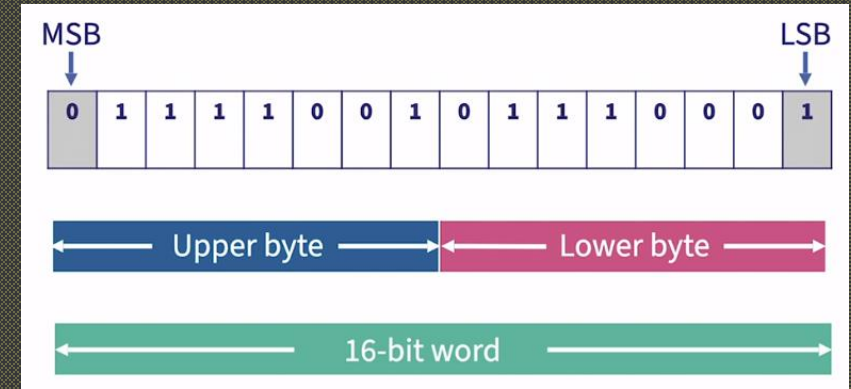 MSB LSB
0 1 1 1 1 0 0 1 0 1 1 1 0 0 0 1
Upper byte Lower byte
16-bit word